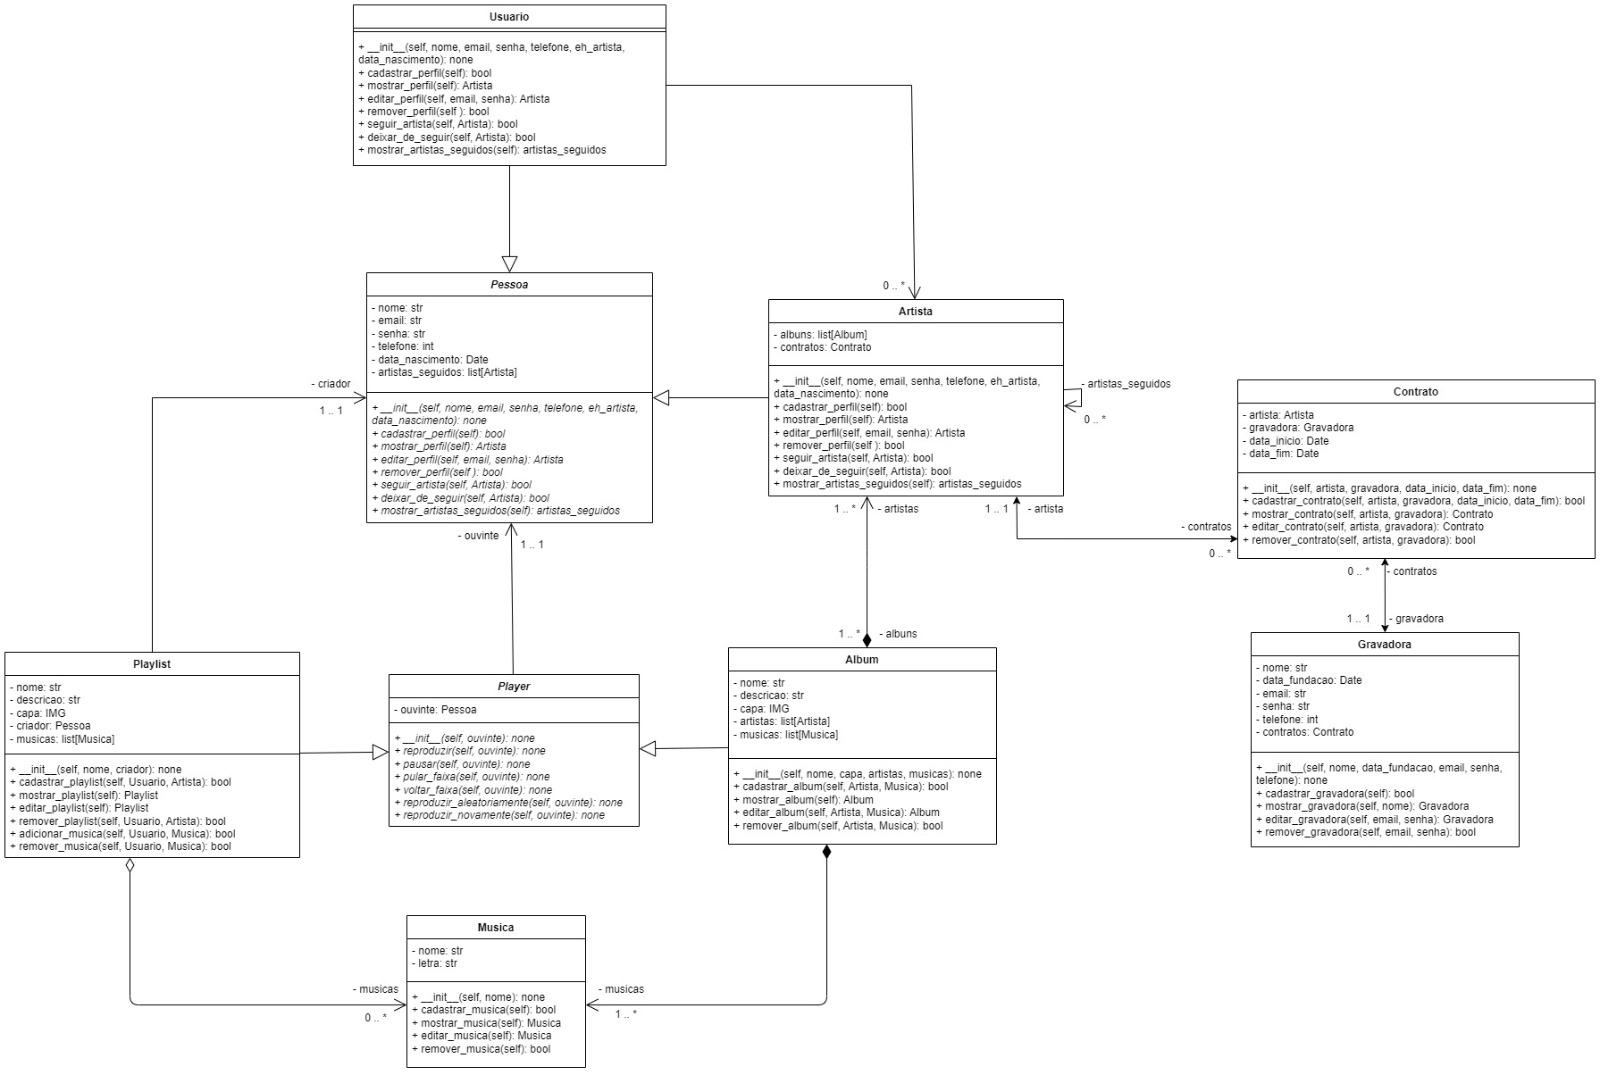 Usuario
+ __init__(self, nome, email, senha, telefone, eh_artista,
data_nascimento): none
+ cadastrar_perfil(self): bool
+ mostrar_perfil(self): Artista
+ editar_perfil(self, email, senha): Artista
+ remover_perfil(self ): bool
+ seguir_artista(self, Artista): bool
+ deixar_de_seguir(self, Artista): bool
+ mostrar_artistas_seguidos(self): artistas_seguidos
Pessoa
- nome: str
- email: str
- senha: str
- telefone: int
- data_nascimento: Date
- artistas_seguidos: list[Artista]
+ __init__(self, nome, email, senha, telefone, eh_artista,
data_nascimento): none
+ cadastrar_perfil(self): bool
+ mostrar_perfil(self): Artista
+ editar_perfil(self, email, senha): Artista
+ remover_perfil(self ): bool
+ seguir_artista(self, Artista): bool
+ deixar_de_seguir(self, Artista): bool
+ mostrar_artistas_seguidos(self): artistas_seguidos
- criador
1 .. 1
- ouvinte
1 .. 1
0 .. *
Artista
- albuns: list[Album]
- contratos: Contrato
+ __init__(self, nome, email, senha, telefone, eh_artista,
data_nascimento): none
+ cadastrar_perfil(self): bool
+ mostrar_perfil(self): Artista
+ editar_perfil(self, email, senha): Artista
+ remover_perfil(self ): bool
+ seguir_artista(self, Artista): bool
+ deixar_de_seguir(self, Artista): bool
+ mostrar_artistas_seguidos(self): artistas_seguidos
- artistas_seguidos
0 .. *
1 .. *
- artistas
1 .. 1
- artista
- contratos
0 .. *
Contrato
- artista: Artista
- gravadora: Gravadora
- data_inicio: Date
- data_fim: Date
+ __init__(self, artista, gravadora, data_inicio, data_fim): none
+ cadastrar_contrato(self, artista, gravadora, data_inicio, data_fim): bool
+ mostrar_contrato(self, artista, gravadora): Contrato
+ editar_contrato(self, artista, gravadora): Contrato
+ remover_contrato(self, artista, gravadora): bool
0 .. *
- contratos
1 .. 1
- gravadora
Gravadora
- nome: str
- data_fundacao: Date
- email: str
- senha: str
- telefone: int
- contratos: Contrato
+ __init__(self, nome, data_fundacao, email, senha,
telefone): none
+ cadastrar_gravadora(self): bool
+ mostrar_gravadora(self, nome): Gravadora
+ editar_gravadora(self, email, senha): Gravadora
+ remover_gravadora(self, email, senha): bool
Playlist
- nome: str
- descricao: str
- capa: IMG
- criador: Pessoa
- musicas: list[Musica]
+ __init__(self, nome, criador): none
+ cadastrar_playlist(self, Usuario, Artista): bool
+ mostrar_playlist(self): Playlist
+ editar_playlist(self): Playlist
+ remover_playlist(self, Usuario, Artista): bool
+ adicionar_musica(self, Usuario, Musica): bool
+ remover_musica(self, Usuario, Musica): bool
Player
- ouvinte: Pessoa
+ __init__(self, ouvinte): none
+ reproduzir(self, ouvinte): none
+ pausar(self, ouvinte): none
+ pular_faixa(self, ouvinte): none
+ voltar_faixa(self, ouvinte): none
+ reproduzir_aleatoriamente(self, ouvinte): none
+ reproduzir_novamente(self, ouvinte): none
1 .. *
- albuns
Album
- nome: str
- descricao: str
- capa: IMG
- artistas: list[Artista]
- musicas: list[Musica]
+ __init__(self, nome, capa, artistas, musicas): none
+ cadastrar_album(self, Artista, Musica): bool
+ mostrar_album(self): Album
+ editar_album(self, Artista, Musica): Album
+ remover_album(self, Artista, Musica): bool
Musica
- nome: str
- letra: str
+ __init__(self, nome): none
+ cadastrar_musica(self): bool
+ mostrar_musica(self): Musica
+ editar_musica(self): Musica
+ remover_musica(self): bool
- musicas
0 .. *
- musicas
1 .. *